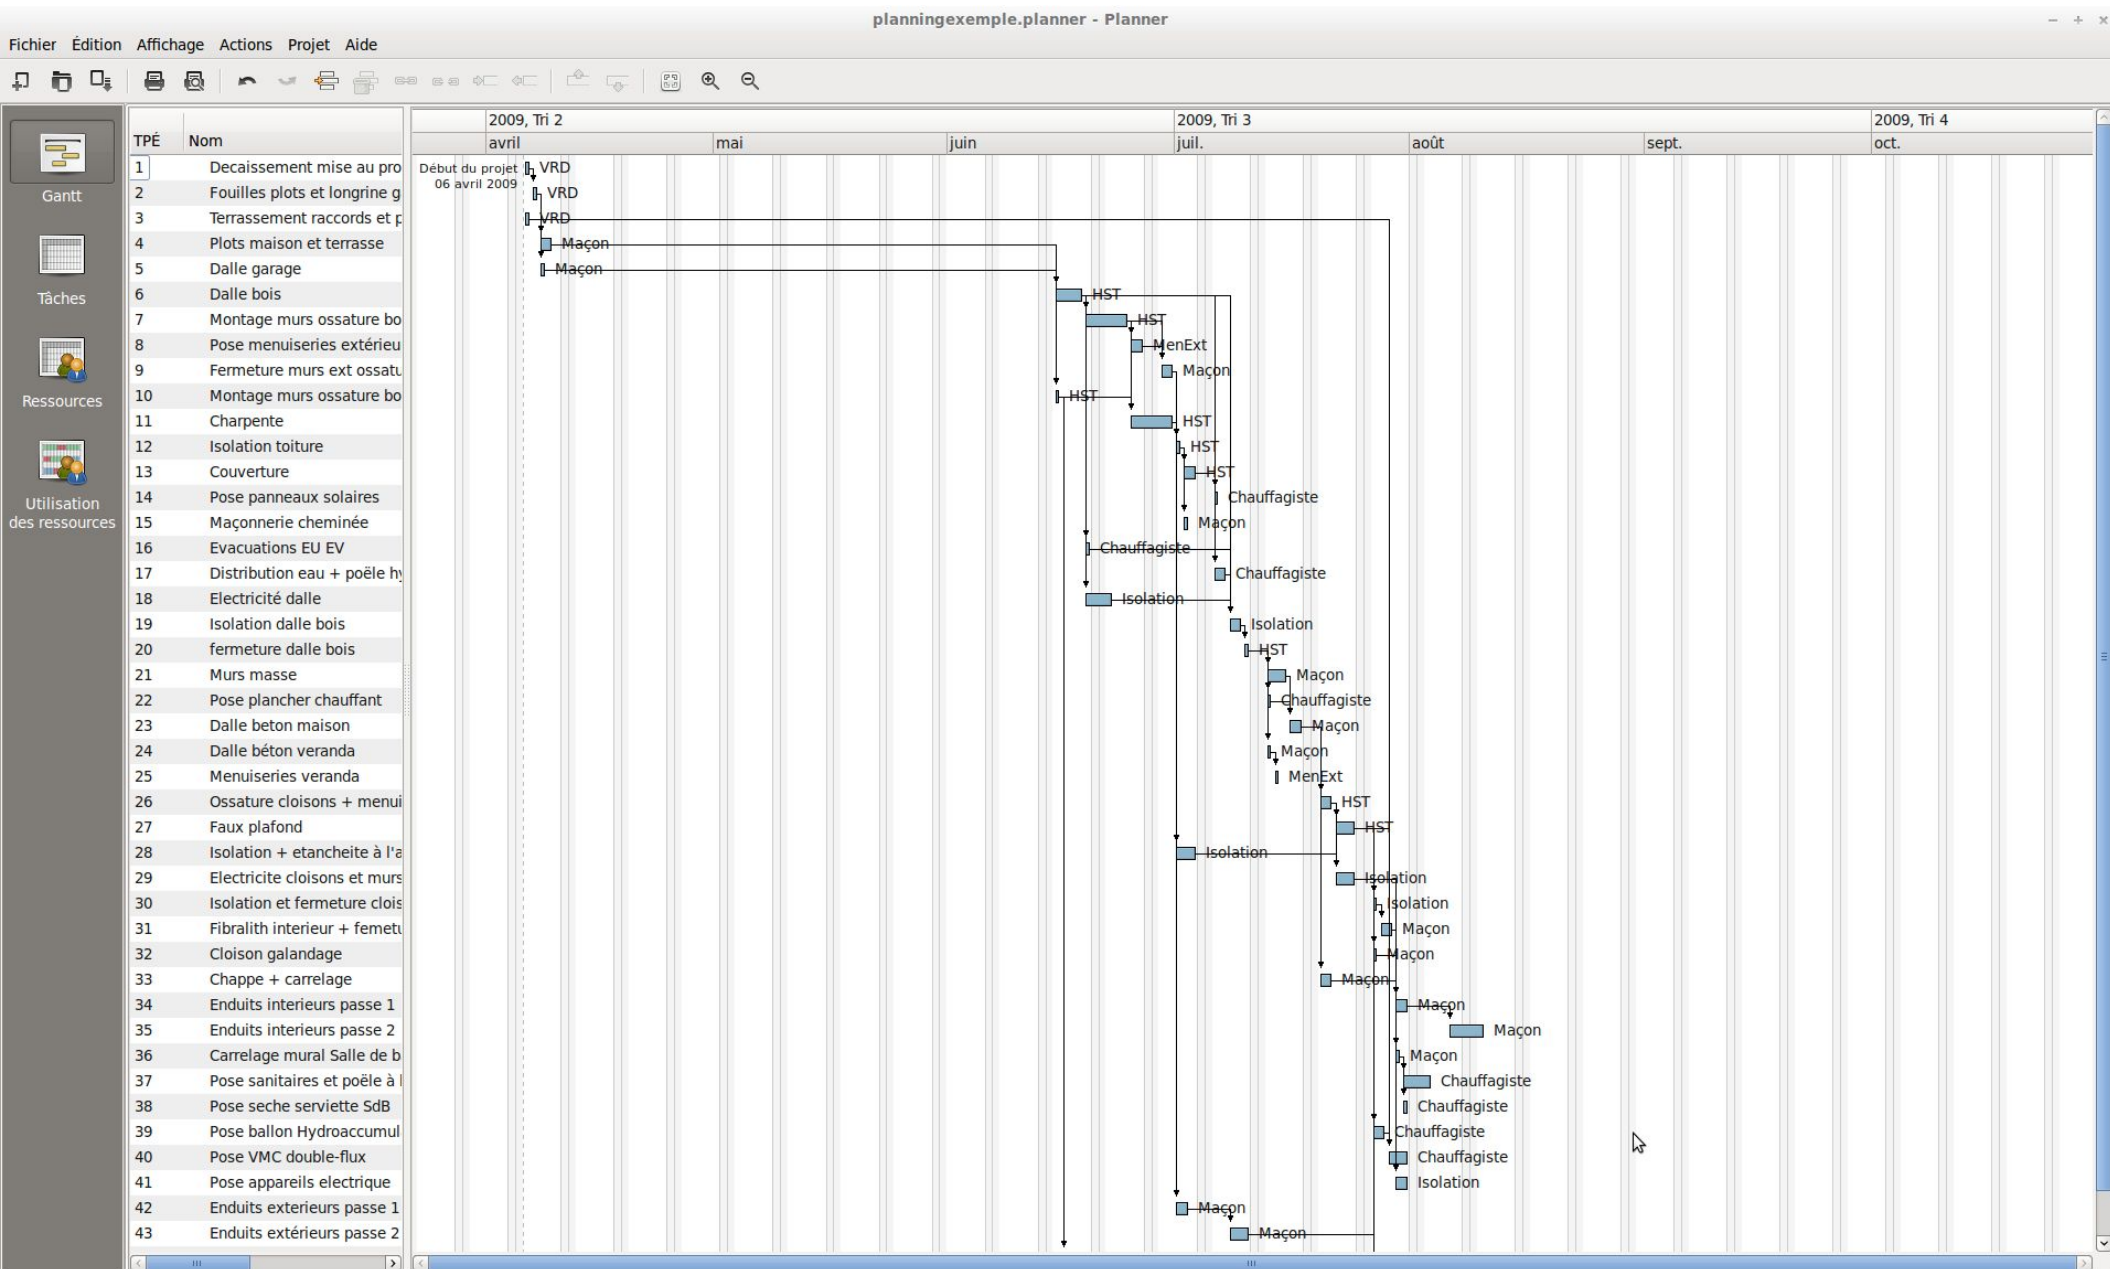 planningexemple.planner - Planner
Fichier Édition Affichage Actions Projet Aide
2009, Tri 2 2009, Tri 3 2009, Tri 4
TPÉ Nom avril mai juin juil. août sept. oct.
Gantt
Tâches
Ressources
Utilisation
des ressources
Début du projet
06 avril 2009
1 Decaissement mise au pro VRD
2 Fouilles plots et longrine g VRD
3 Terrassement raccords et p VRD
4 Plots maison et terrasse Maçon
5 Dalle garage Maçon
6 Dalle bois HST
7 Montage murs ossature bo HST
8 Pose menuiseries extérieu MenExt
9 Fermeture murs ext ossatu Maçon
10 Montage murs ossature bo HST
11 Charpente HST
12 Isolation toiture HST
13 Couverture HST
14 Pose panneaux solaires Chauffagiste
15 Maçonnerie cheminée Maçon
16 Evacuations EU EV Chauffagiste
17 Distribution eau + poële hy Chauffagiste
18 Electricité dalle Isolation
19 Isolation dalle bois Isolation
20 fermeture dalle bois HST
21 Murs masse Maçon
22 Pose plancher chauffant Chauffagiste
23 Dalle beton maison Maçon
24 Dalle béton veranda Maçon
25 Menuiseries veranda MenExt
26 Ossature cloisons + menui HST
27 Faux plafond HST
28 Isolation + etancheite à l'a Isolation
29 Electricite cloisons et murs Isolation
30 Isolation et fermeture clois Isolation
31 Fibralith interieur + femetu Maçon
32 Cloison galandage Maçon
33 Chappe + carrelage Maçon
34 Enduits interieurs passe 1 Maçon
35 Enduits interieurs passe 2 Maçon
36 Carrelage mural Salle de b Maçon
37 Pose sanitaires et poële à l Chauffagiste
38 Pose seche serviette SdB Chauffagiste
39 Pose ballon Hydroaccumul Chauffagiste
40 Pose VMC double-flux Chauffagiste
41 Pose appareils electrique Isolation
42 Enduits exterieurs passe 1 Maçon
43 Enduits extérieurs passe 2 Maçon